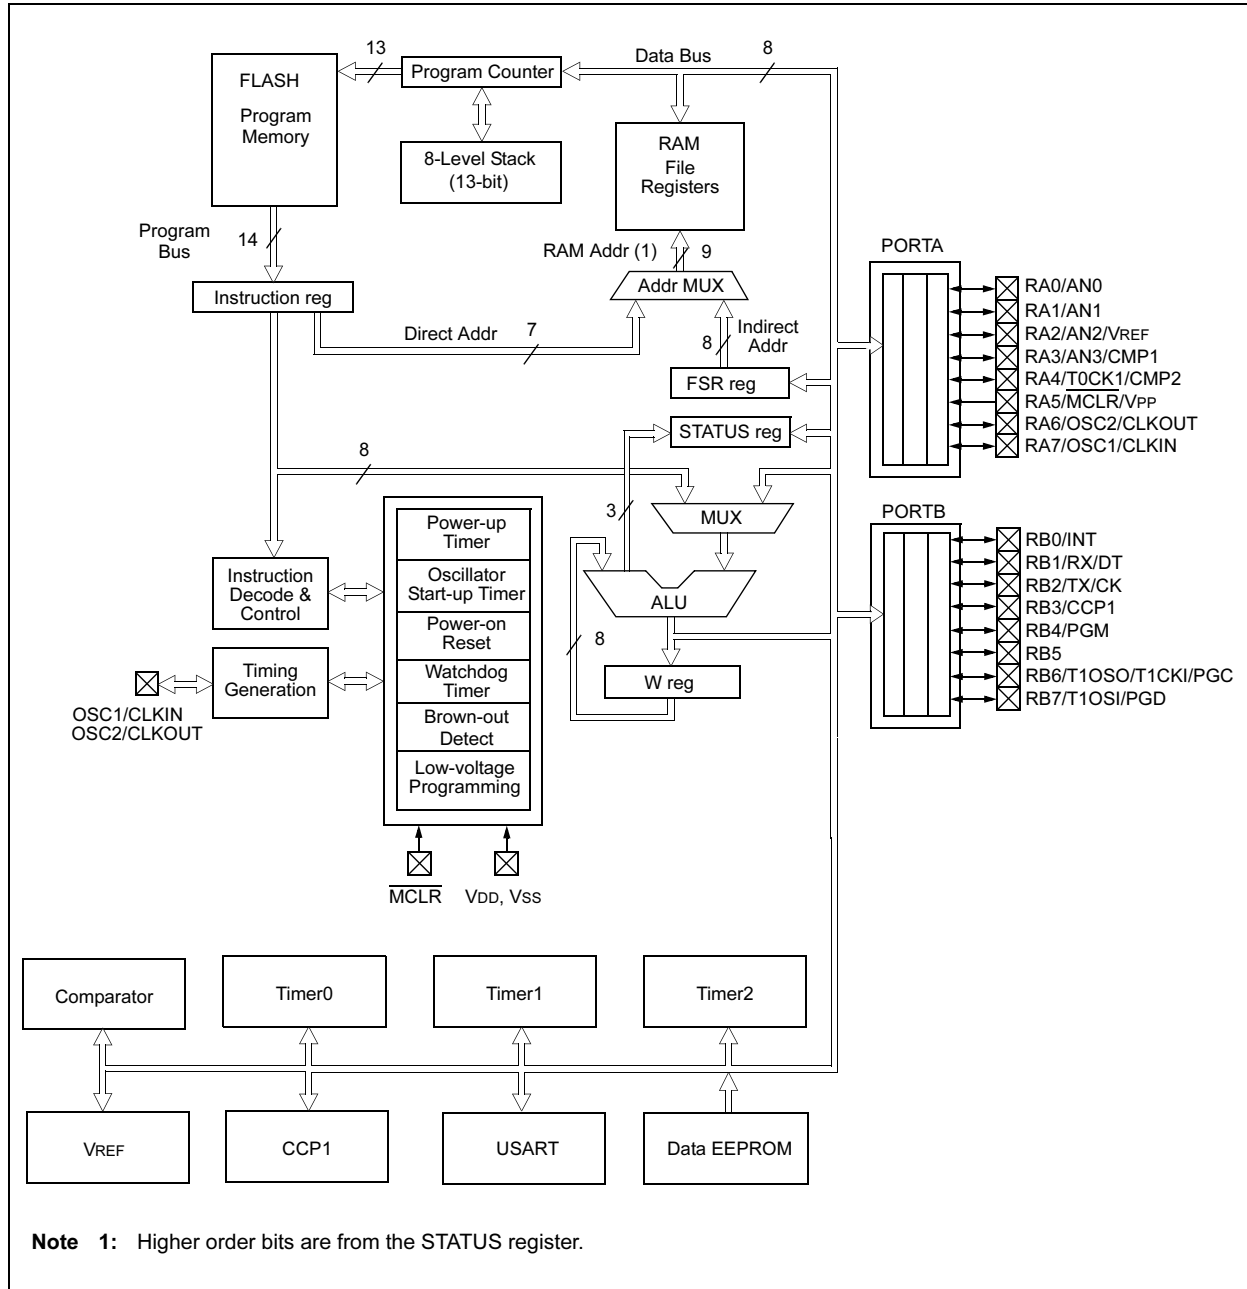 13
Data Bus
8
FLASH
Program
Memory
Program Counter
8-Level Stack
(13-bit)
RAM
File
Registers
Program
Bus
14
RAM Addr (1)
9
Addr MUX
Instruction reg
Direct Addr
7
8
Indirect
Addr
FSR reg
STATUS reg
8
3
MUX
ALU
8
W reg
Power-up
Timer
Oscillator
Start-up Timer
Power-on
Reset
Watchdog
Timer
Brown-out
Detect
Low-voltage
Programming
Instruction
Decode &
Control
Timing
Generation
OSC1/CLKIN
OSC2/CLKOUT
MCLR
VDD, VSS
PORTA
RA0/AN0
RA1/AN1
RA2/AN2/VREF
RA3/AN3/CMP1
RA4/T0CK1/CMP2
RA5/MCLR/VPP
RA6/OSC2/CLKOUT
RA7/OSC1/CLKIN
PORTB
RB0/INT
RB1/RX/DT
RB2/TX/CK
RB3/CCP1
RB4/PGM
RB5
RB6/T1OSO/T1CKI/PGC
RB7/T1OSI/PGD
Comparator
Timer0
Timer1
Timer2
VREF
CCP1
USART
Data EEPROM
Note 1: Higher order bits are from the STATUS register.